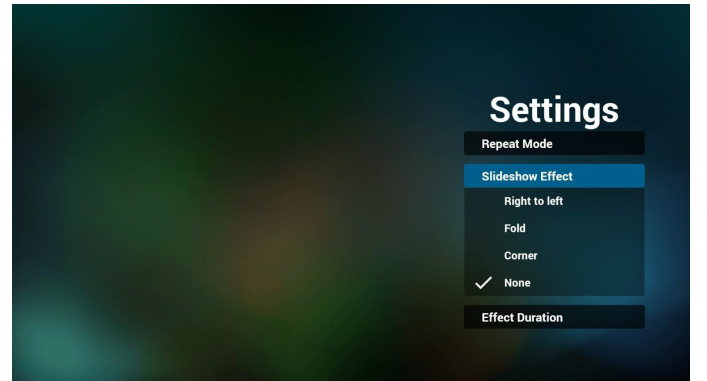 Settings
Repeat Mode
Slideshow Effect
Right to left
Fold
Corner
None
Effect Duration